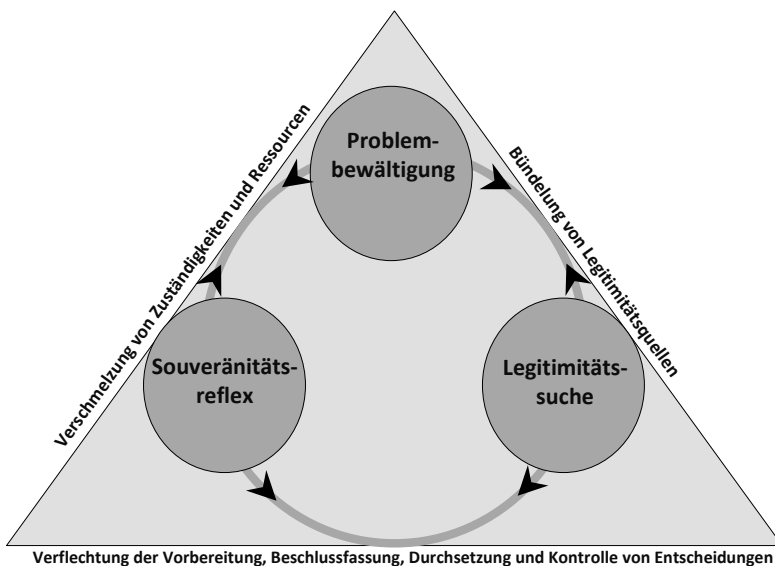 Problem-
bewältigung
Verschmelzung von Zuständigkeiten und Ressourcen
Bündelung von Legitimitätsquellen
Souveränitäts-
reflex
Legitimitäts-
suche
Verflechtung der Vorbereitung, Beschlussfassung, Durchsetzung und Kontrolle von Entscheidungen